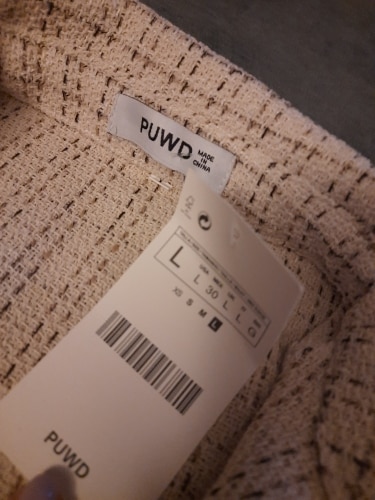 PUWD
MADE
IN
CHINA
L
L 30 L L G
XS S M L
PUWD